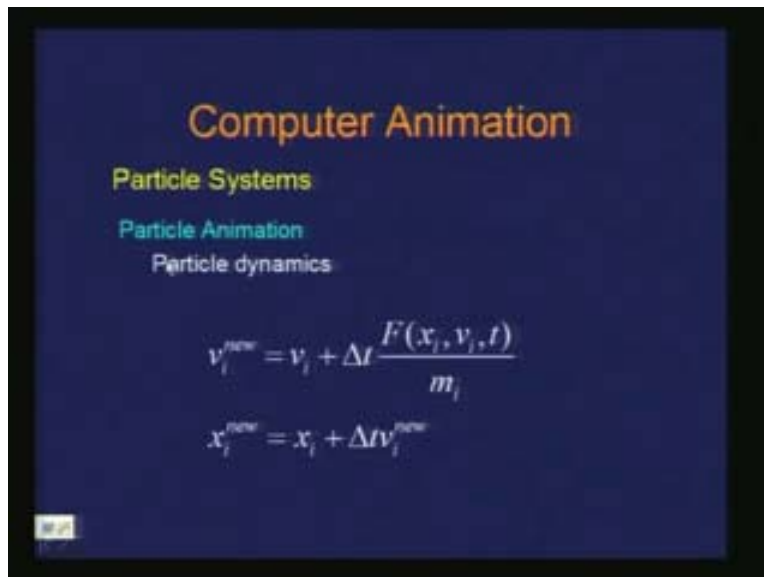 Computer Animation
Particle Systems
Particle Animation
Particle dynamics
v_i^{new} = v_i + Δt \frac{F(x_i, v_i, t)}{m_i}
x_i^{new} = x_i + Δt v_i^{new}